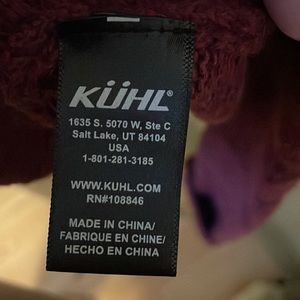 KÜHL
1635 S. 5070 W, Ste C
Salt Lake, UT 84104
USA
1-801-281-3185
WWW.KUHL.COM
RN#108846
MADE IN CHINA/
FABRIQUE EN CHINE/
HECHO EN CHINA